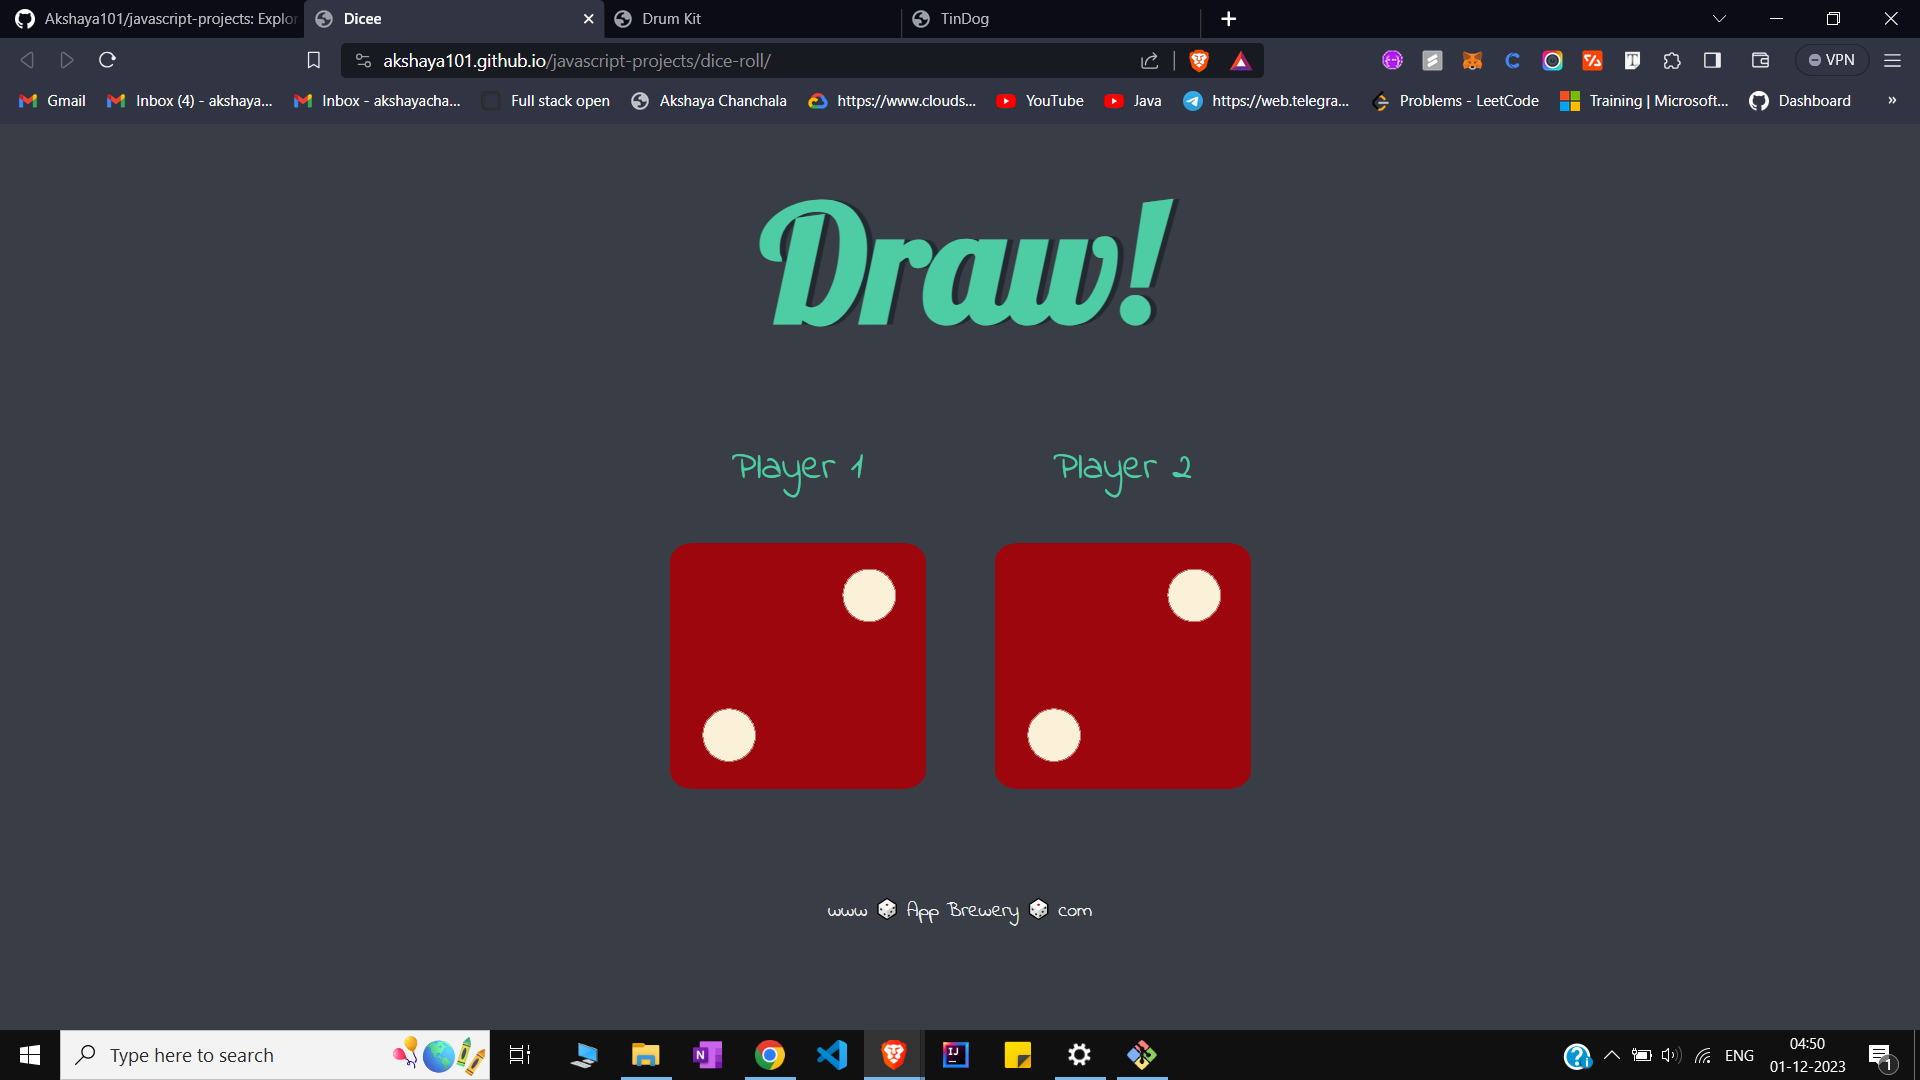 Akshaya101/javascript-projects: Explor
Dicee
Drum Kit
TinDog
akshaya101.github.io/javascript-projects/dice-roll/
VPN
Gmail
Inbox (4) - akshaya...
Inbox - akshayacha...
Full stack open
Akshaya Chanchala
https://www.clouds...
YouTube
Java
https://web.telegra...
Problems - LeetCode
Training | Microsoft...
Dashboard
»
Draw!
Player 1
Player 2
www 🎲 App Brewery 🎲 com
Type here to search
ENG
04:50
01-12-2023
1